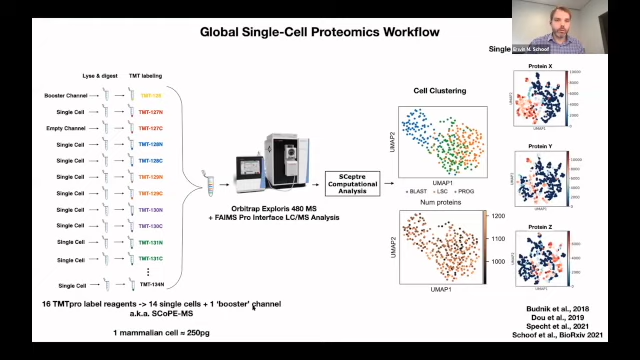 Global Single-Cell Proteomics Workflow
Erwin M. Schoof
Single
Lyse & digest
TMT labeling
Booster Channel
TMT-126
Single Cell
TMT-127N
Empty Channel
TMT-127C
Single Cell
TMT-128N
Single Cell
TMT-128C
Single Cell
TMT-129N
Single Cell
TMT-129C
Single Cell
TMT-130N
Single Cell
TMT-130C
Single Cell
TMT-131N
Single Cell
TMT-131C
Single Cell
TMT-134N
16 TMTpro label reagents -> 14 single cells + 1 'booster' channel
a.k.a. SCoPE-MS
1 mammalian cell ≈ 250pg
Orbitrap Exploris 480 MS
+ FAIMS Pro Interface LC/MS Analysis
SCeptre
Computational
Analysis
Cell Clustering
UMAP2
UMAP1
BLAST
LSC
PROG
Num proteins
1200
1000
UMAP2
UMAP1
Protein X
Protein Y
Protein Z
Budnik et al., 2018
Dou et al., 2019
Specht et al., 2021
Schoof et al., BioRxiv 2021